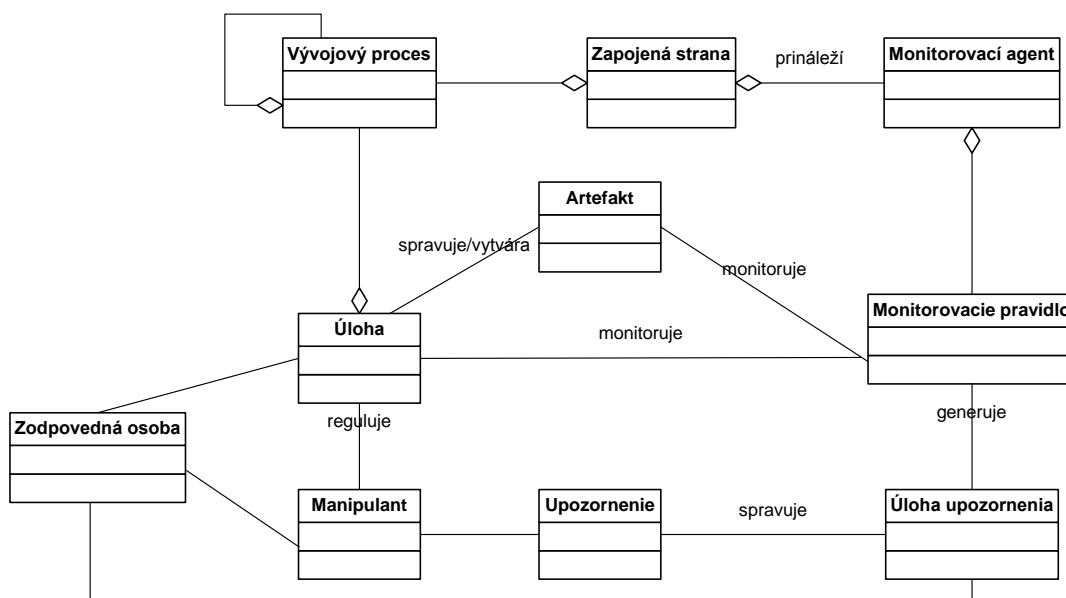 Vývojový proces
Zapojená strana
prináleží
Monitorovací agent
Artefakt
spravuje/vytvára
monitoruje
Úloha
monitoruje
Monitorovacie pravidlo
Zodpovedná osoba
reguluje
generuje
Manipulant
Upozornenie
spravuje
Úloha upozornenia